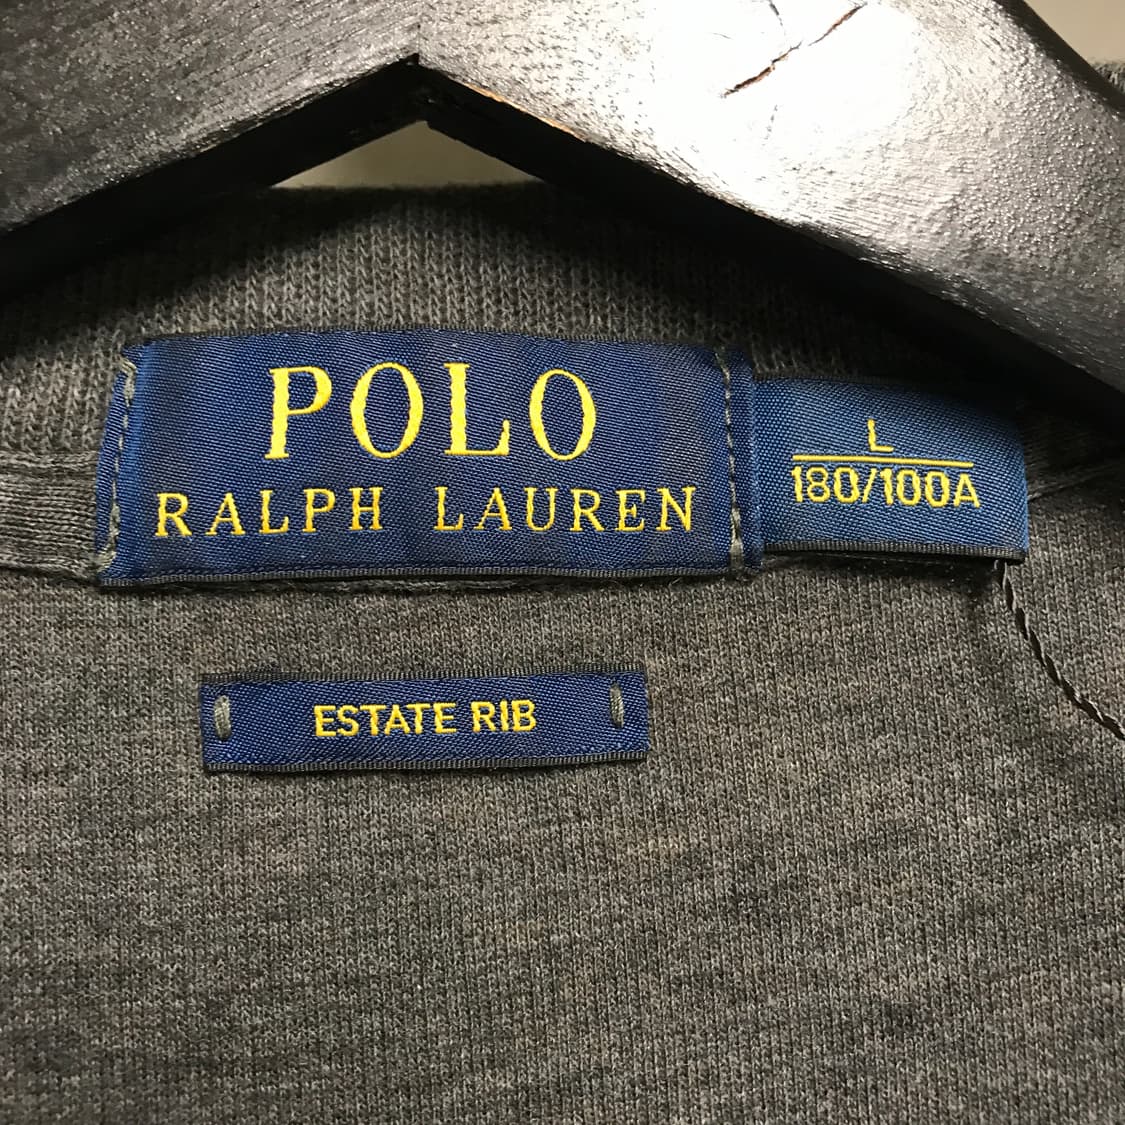 POLO
RALPH LAUREN
L
180/100A
ESTATE RIB